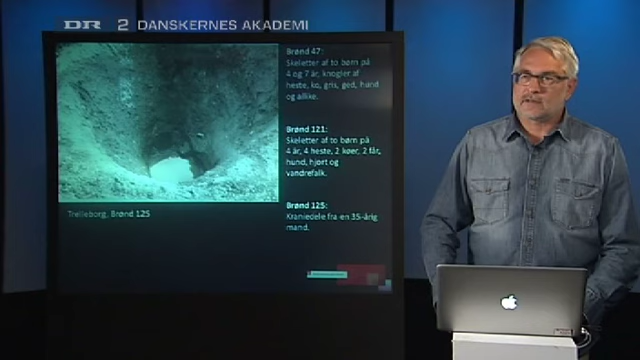 DR 2 DANSKERNES AKADEMI
Brønd 47:
Skeletter af to børn på
4 og 7 år, knogler af
heste, ko, gris, ged, hund
og allike.
Brønd 121:
Skeletter af to børn på
4 år, 4 heste, 2 køer, 2 får,
hund, hjort og
vandrefalk.
Brønd 125:
Kraniedele fra en 35-årig
mand.
Trelleborg, Brønd 125